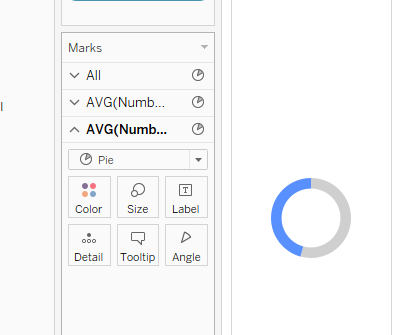 Marks
All
AVG(Numb...
AVG(Numb...
Pie
Color Size Label
Detail Tooltip Angle